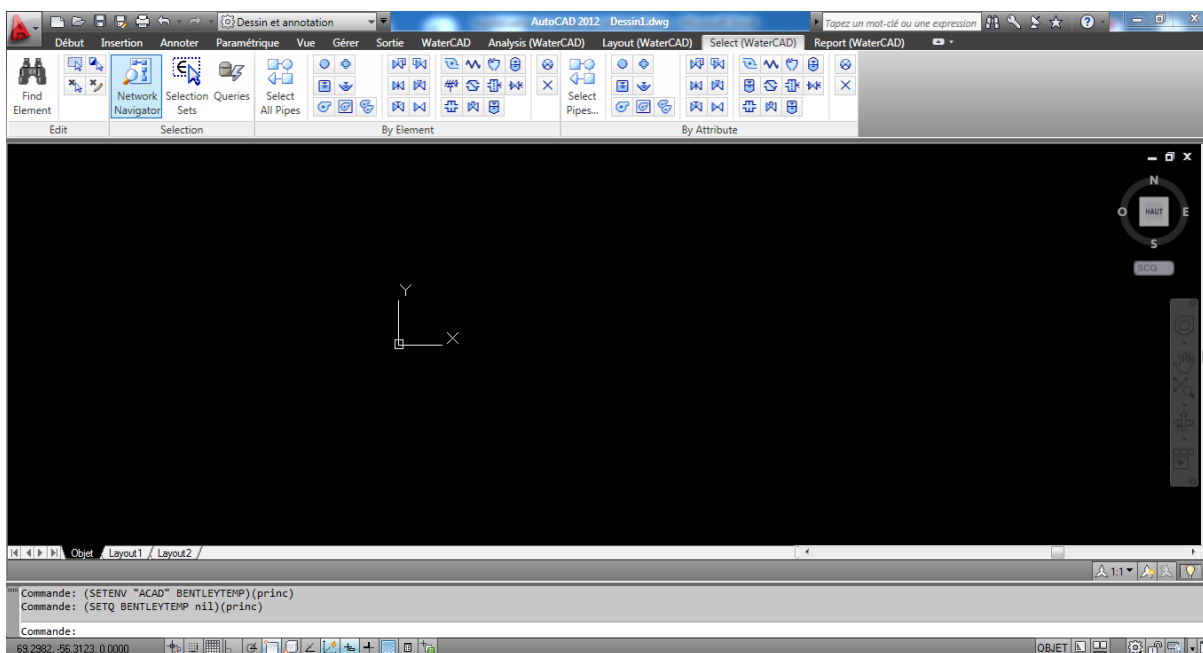 Dessin et annotation
AutoCAD 2012 Dessin1.dwg
Tapez un mot-clé ou une expression
Début Insertion Annoter Paramétrique Vue Gérer Sortie WaterCAD Analysis (WaterCAD) Layout (WaterCAD) Select (WaterCAD) Report (WaterCAD)
Find Element
Network Navigator
Selection Sets
Queries
Select All Pipes
Select Pipes...
Edit Selection By Element By Attribute
N
O HAUT E
S
SCG
Y
X
Objet Layout1 Layout2
1:1
Commande: (SETENV "ACAD" BENTLEYTEMP)(princ)
Commande: (SETQ BENTLEYTEMP nil)(princ)
Commande:
69.2982, -56.3123, 0.0000
OBJET